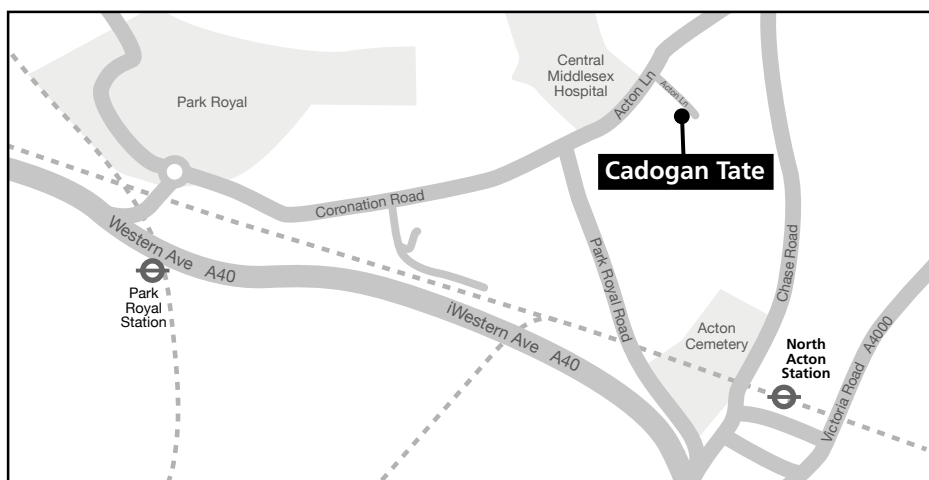 Central
Middlesex
Hospital
Park Royal
Acton Ln
Acton Ln
Cadogan Tate
Coronation Road
Western Ave A40
Park
Royal
Station
iWestern Ave A40
Park Royal Road
Chase Road
Acton
Cemetery
North
Acton
Station
Victoria Road A4000